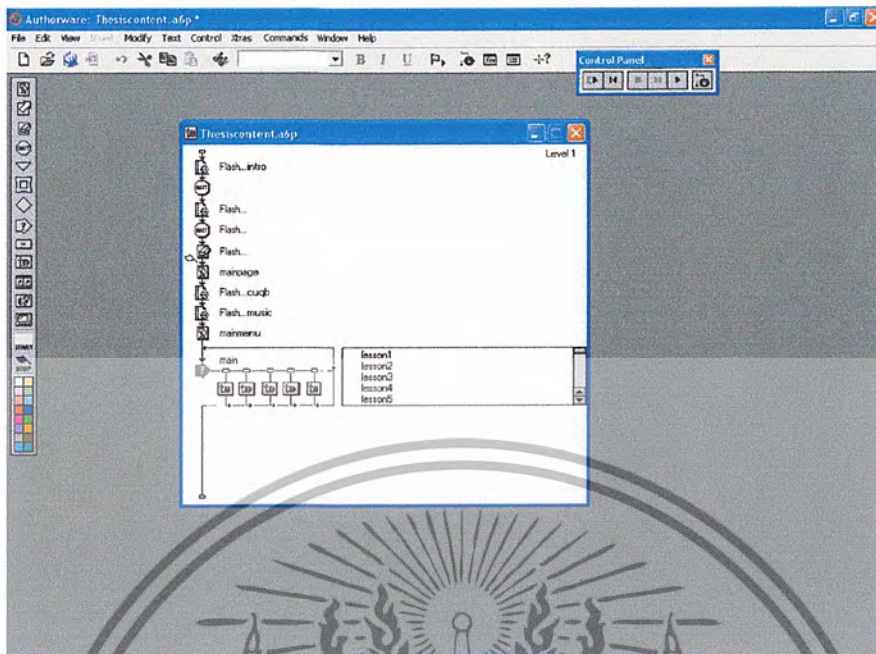 Authorware: Thesiscontent.a6p *
File Edit View Insert Modify Text Control Xtras Commands Window Help
B I U
Control Panel
Thesiscontent.a6p
Level 1
Flash...intro
Flash...
Flash...
Flash...
mainpage
Flash...cuqb
Flash...music
mainmenu
main
lesson1
lesson2
lesson3
lesson4
lesson5
START
STOP